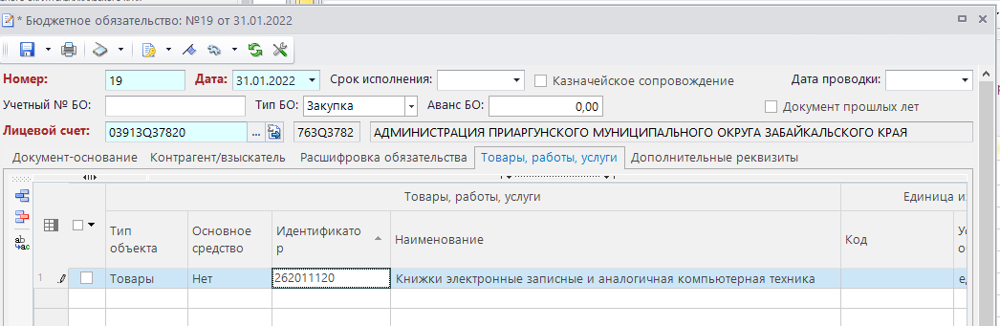 * Бюджетное обязательство: №19 от 31.01.2022
Номер: 19 Дата: 31.01.2022 Срок исполнения: Казначейское сопровождение Дата проводки:
Учетный № БО: Тип БО: Закупка Аванс БО: 0,00 Документ прошлых лет
Лицевой счет: 03913Q37820 ... 763Q3782 АДМИНИСТРАЦИЯ ПРИАРГУНСКОГО МУНИЦИПАЛЬНОГО ОКРУГА ЗАБАЙКАЛЬСКОГО КРАЯ
Документ-основание Контрагент/взыскатель Расшифровка обязательства Товары, работы, услуги Дополнительные реквизиты
Товары, работы, услуги Единица из
Тип объекта Основное средство Идентификатор Наименование Код
1 Товары Нет 262011120 Книжки электронные записные и аналогичная компьютерная техника